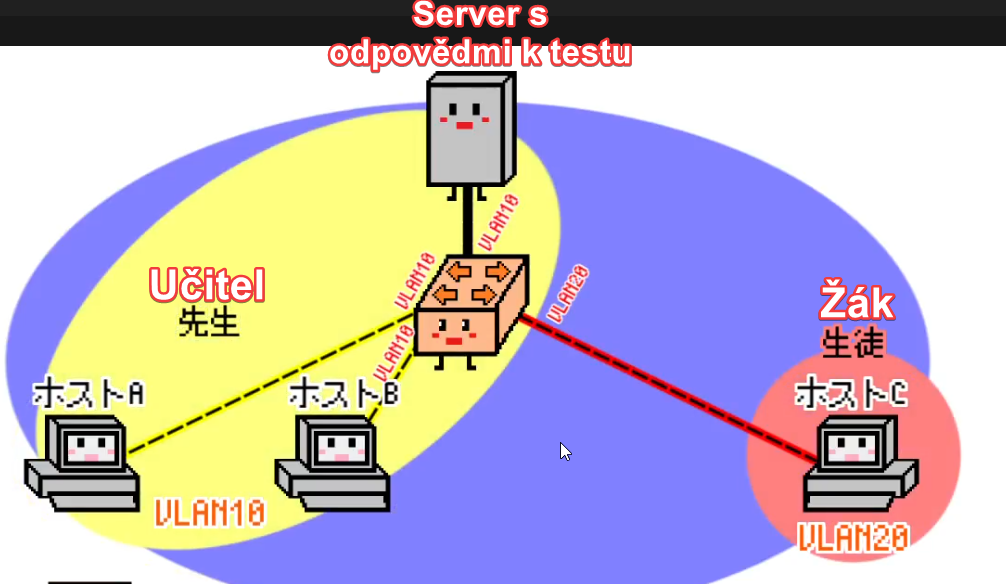 Server s
odpovědmi k testu
VLAN10
VLAN10
VLAN20
Učitel
先生
Žák
生徒
VLAN10
ホストA
ホストB
ホストC
VLAN10
VLAN20